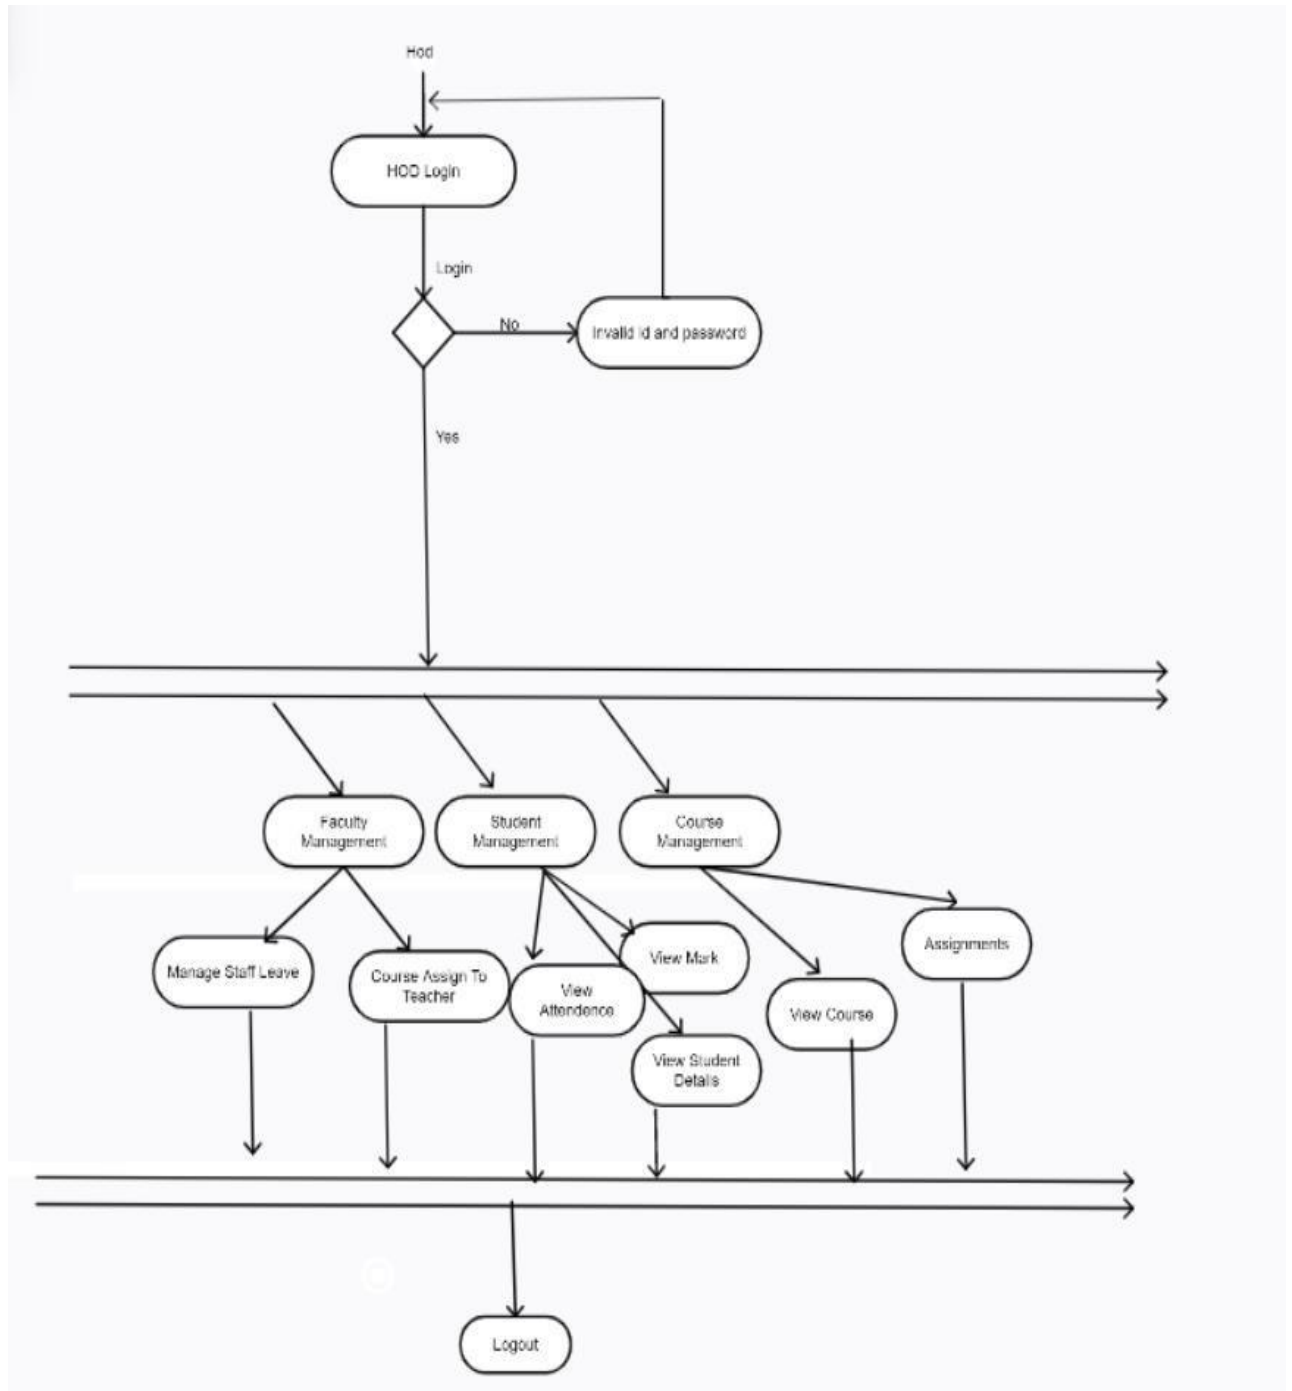 Hod
HOD Login
Login
No
Invalid id and password
Yes
Faculty
Management
Student
Management
Course
Management
Manage Staff Leave
Course Assign To
Teacher
View
Attendence
View Mark
View Student
Details
View Course
Assignments
Logout